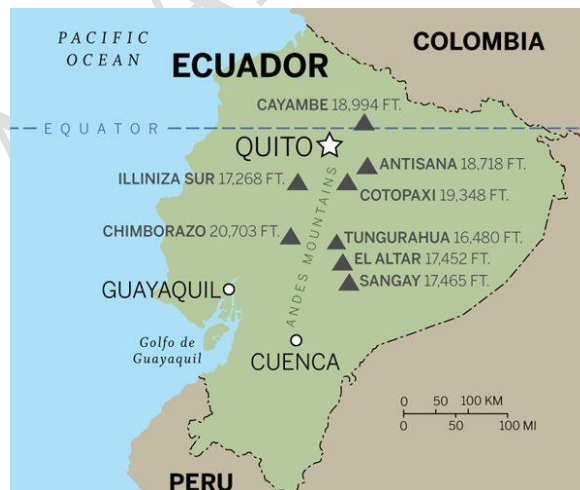 PACIFIC
OCEAN
COLOMBIA
ECUADOR
CAYAMBE 18,994 FT.
EQUATOR
QUITO
ANTISANA 18,718 FT.
ILLINIZA SUR 17,268 FT.
COTOPAXI 19,348 FT.
ANDES MOUNTAINS
CHIMBORAZO 20,703 FT.
TUNGURAHUA 16,480 FT.
EL ALTAR 17,452 FT.
SANGAY 17,465 FT.
GUAYAQUIL
Golfo de
Guayaquil
CUENCA
0 50 100 KM
0 50 100 MI
PERU